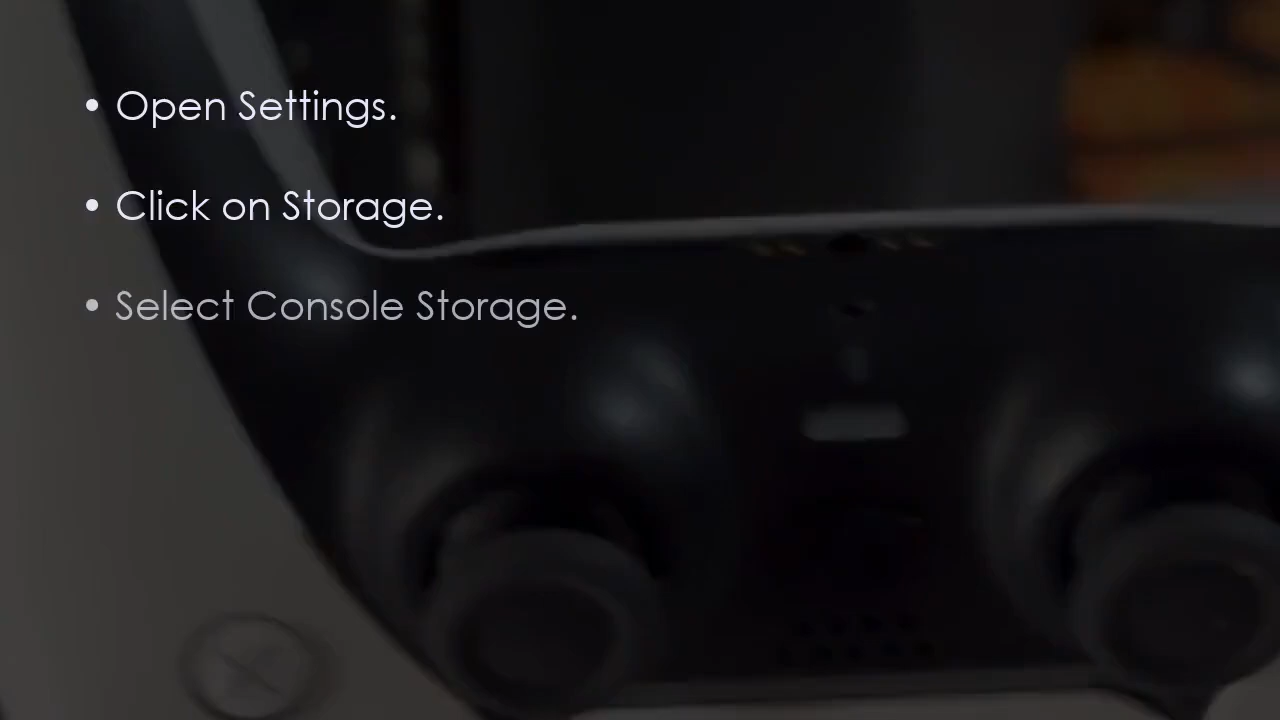 • Open Settings.
• Click on Storage.
• Select Console Storage.